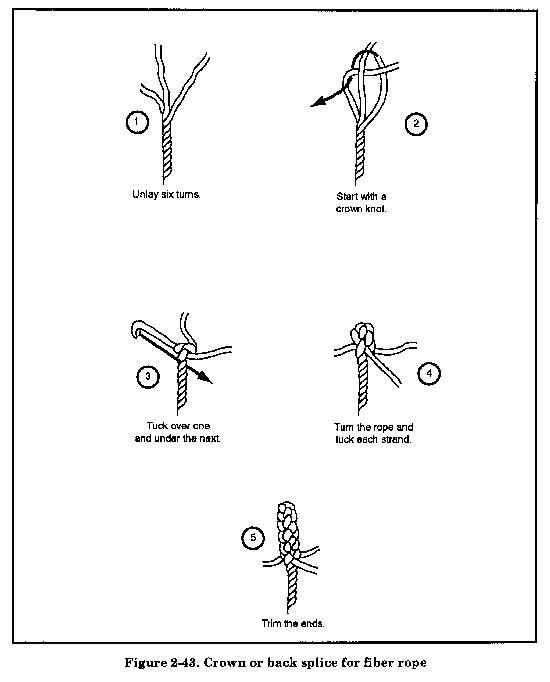 1
Unlay six turns.
2
Start with a
crown knot.
3
Tuck over one
and under the next.
4
Turn the rope and
tuck each strand.
5
Trim the ends.
Figure 2-43. Crown or back splice for fiber rope